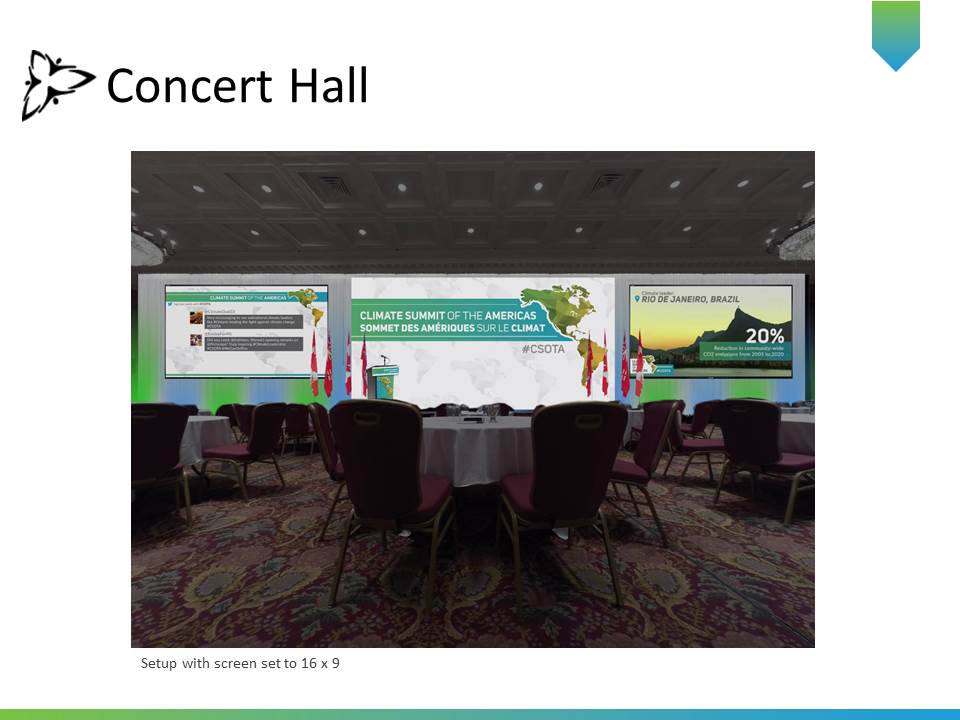 Concert Hall
CLIMATE SUMMIT OF THE AMERICAS
CLIMATE SUMMIT OF THE AMERICAS
SOMMET DES AMÉRIQUES SUR LE CLIMAT
#CSOTA
Climate leader:
RIO DE JANEIRO, BRAZIL
20%
Reduction in community-wide
CO2 emissions from 2005 to 2020
#CSOTA
Setup with screen set to 16 x 9